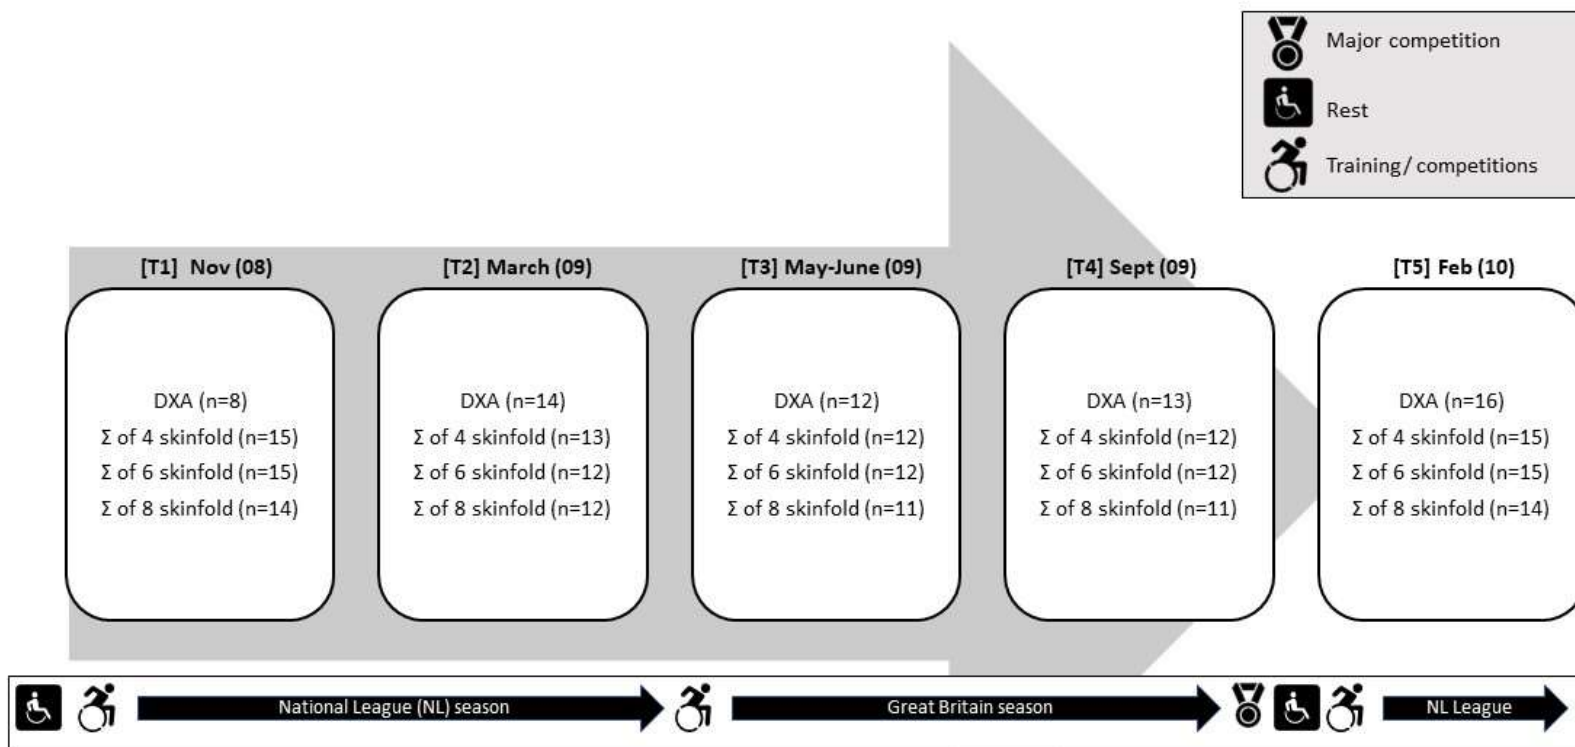 Major competition
Rest
Training/ competitions
[T1] Nov (08)
DXA (n=8)
Σ of 4 skinfold (n=15)
Σ of 6 skinfold (n=15)
Σ of 8 skinfold (n=14)
[T2] March (09)
DXA (n=14)
Σ of 4 skinfold (n=13)
Σ of 6 skinfold (n=12)
Σ of 8 skinfold (n=12)
[T3] May-June (09)
DXA (n=12)
Σ of 4 skinfold (n=12)
Σ of 6 skinfold (n=12)
Σ of 8 skinfold (n=11)
[T4] Sept (09)
DXA (n=13)
Σ of 4 skinfold (n=12)
Σ of 6 skinfold (n=12)
Σ of 8 skinfold (n=11)
[T5] Feb (10)
DXA (n=16)
Σ of 4 skinfold (n=15)
Σ of 6 skinfold (n=15)
Σ of 8 skinfold (n=14)
National League (NL) season
Great Britain season
NL League